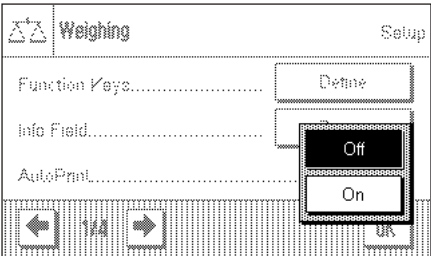 Weighing Setup
Function Keys........................ Define
Info Field..............................
Off
AutoPrint..............................
On
1/4 OK